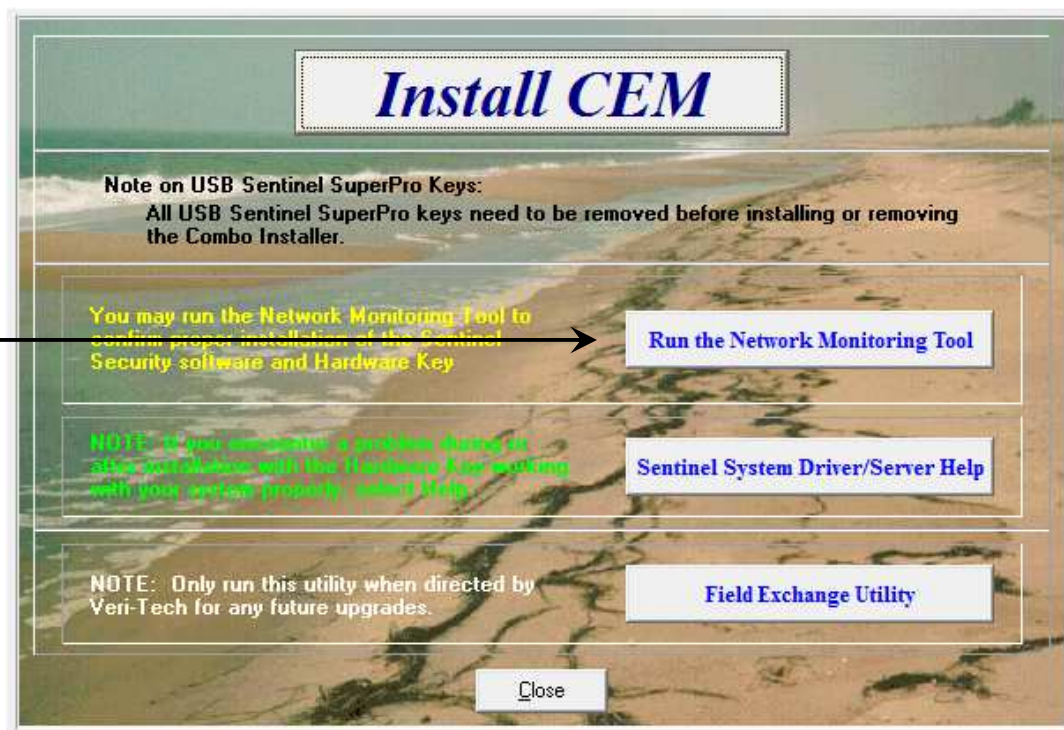 Install CEM
Note on USB Sentinel SuperPro Keys:
All USB Sentinel SuperPro keys need to be removed before installing or removing
the Combo Installer.
You may run the Network Monitoring Tool to
confirm proper installation of the Sentinel
Security software and Hardware Key
Run the Network Monitoring Tool
NOTE: If you encounter a problem during or
after installation with the Hardware Key working
with your system properly, select Help.
Sentinel System Driver/Server Help
NOTE: Only run this utility when directed by
Veri-Tech for any future upgrades.
Field Exchange Utility
Close